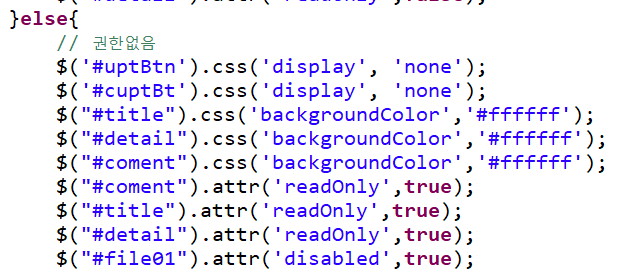 }else{
// 권한없음
$('#uptBtn').css('display', 'none');
$('#cuptBt').css('display', 'none');
$("#title").css('backgroundColor','#ffffff');
$("#detail").css('backgroundColor','#ffffff');
$("#coment").css('backgroundColor','#ffffff');
$("#coment").attr('readOnly',true);
$("#title").attr('readOnly',true);
$("#detail").attr('readOnly',true);
$("#file01").attr('disabled',true);